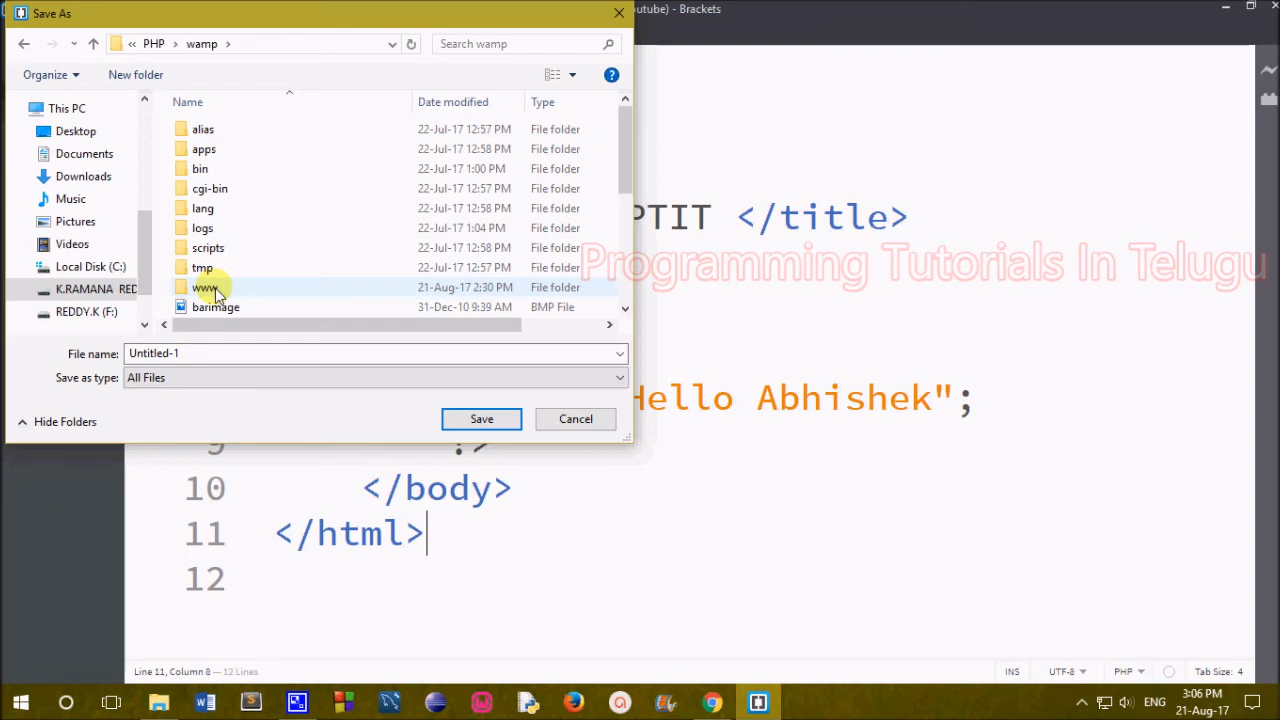 Save As
outube) - Brackets
PHP
wamp
Search wamp
Organize
New folder
Name
Date modified
Type
This PC
Desktop
Documents
Downloads
Music
Pictures
Videos
Local Disk (C:)
K.RAMANA RED
REDDY.K (F:)
alias 22-Jul-17 12:57 PM File folder
apps 22-Jul-17 12:58 PM File folder
bin 22-Jul-17 1:00 PM File folder
cgi-bin 22-Jul-17 12:57 PM File folder
lang 22-Jul-17 12:58 PM File folder
logs 22-Jul-17 1:04 PM File folder
scripts 22-Jul-17 12:58 PM File folder
tmp 22-Jul-17 12:57 PM File folder
www 21-Aug-17 2:30 PM File folder
barimage 31-Dec-10 9:39 AM BMP File
File name: Untitled-1
Save as type: All Files
Hide Folders
Save
Cancel
PTIT </title>
Programming Tutorials In Telugu
Hello Abhishek";
9 ?>
10 </body>
11 </html>
12
Line 11, Column 8 — 12 Lines
INS
UTF-8
PHP
Tab Size: 4
ENG
3:06 PM
21-Aug-17